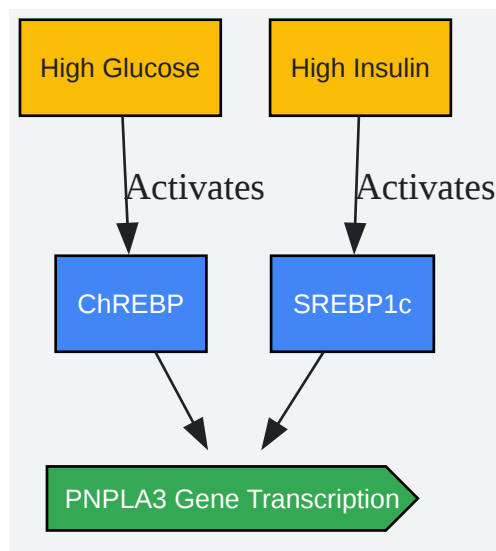 High Glucose
High Insulin
Activates
Activates
ChREBP
SREBP1c
PNPLA3 Gene Transcription